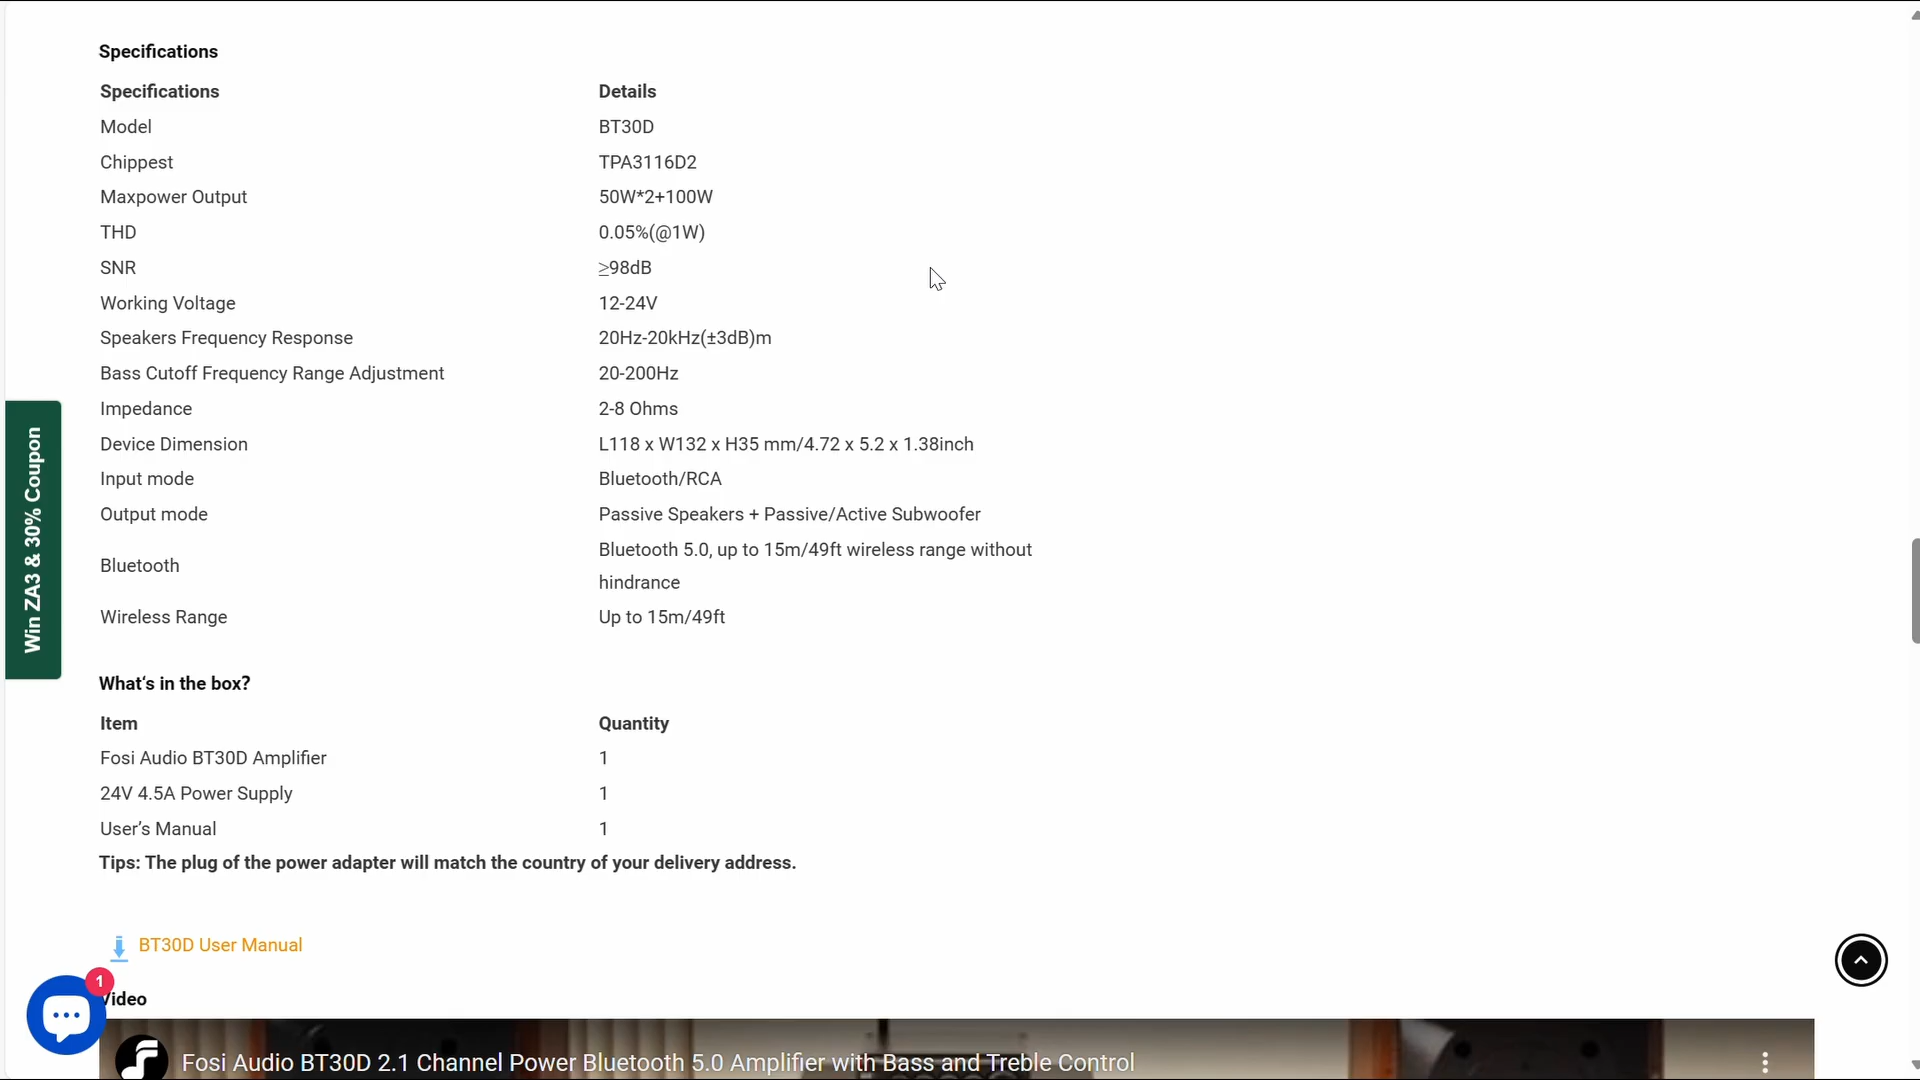 Specifications
Specifications Details
Model BT30D
Chippest TPA3116D2
Maxpower Output 50W*2+100W
THD 0.05%(@1W)
SNR ≥98dB
Working Voltage 12-24V
Speakers Frequency Response 20Hz-20kHz(±3dB)m
Bass Cutoff Frequency Range Adjustment 20-200Hz
Impedance 2-8 Ohms
Device Dimension L118 x W132 x H35 mm/4.72 x 5.2 x 1.38inch
Input mode Bluetooth/RCA
Output mode Passive Speakers + Passive/Active Subwoofer
Bluetooth Bluetooth 5.0, up to 15m/49ft wireless range without
hindrance
Wireless Range Up to 15m/49ft
What‘s in the box?
Item Quantity
Fosi Audio BT30D Amplifier 1
24V 4.5A Power Supply 1
User’s Manual 1
Tips: The plug of the power adapter will match the country of your delivery address.
BT30D User Manual
Video
Fosi Audio BT30D 2.1 Channel Power Bluetooth 5.0 Amplifier with Bass and Treble Control
Win ZA3 & 30% Coupon
1